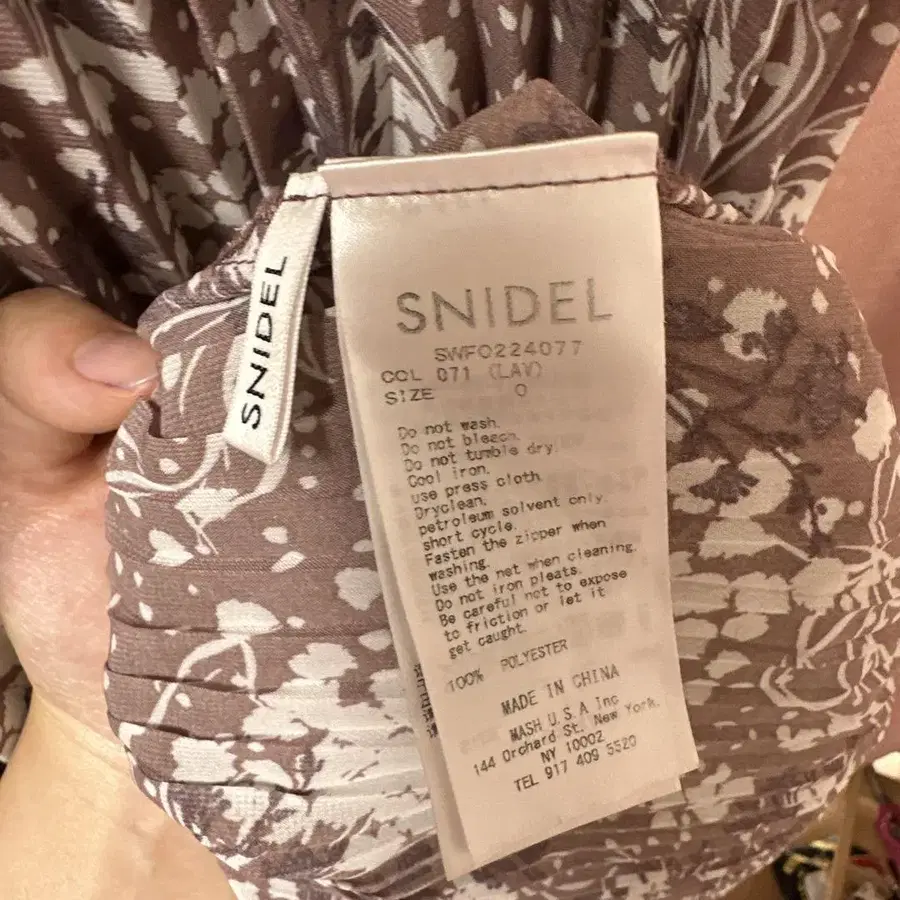 SNIDEL
SNIDEL
SWFO224077
COL 071 (LAV)
SIZE 0
Do not wash.
Do not bleach.
Do not tumble dry.
Cool iron.
use press cloth.
Dryclean.
petroleum solvent only.
short cycle.
Fasten the zipper when
washing.
Use the net when cleaning.
Do not iron pleats.
Be careful not to expose
to friction or let it
get caught.
100% POLYESTER
MADE IN CHINA
MASH U.S.A Inc
144 Orchard St. New York.
NY 10002
TEL 917 409 5520